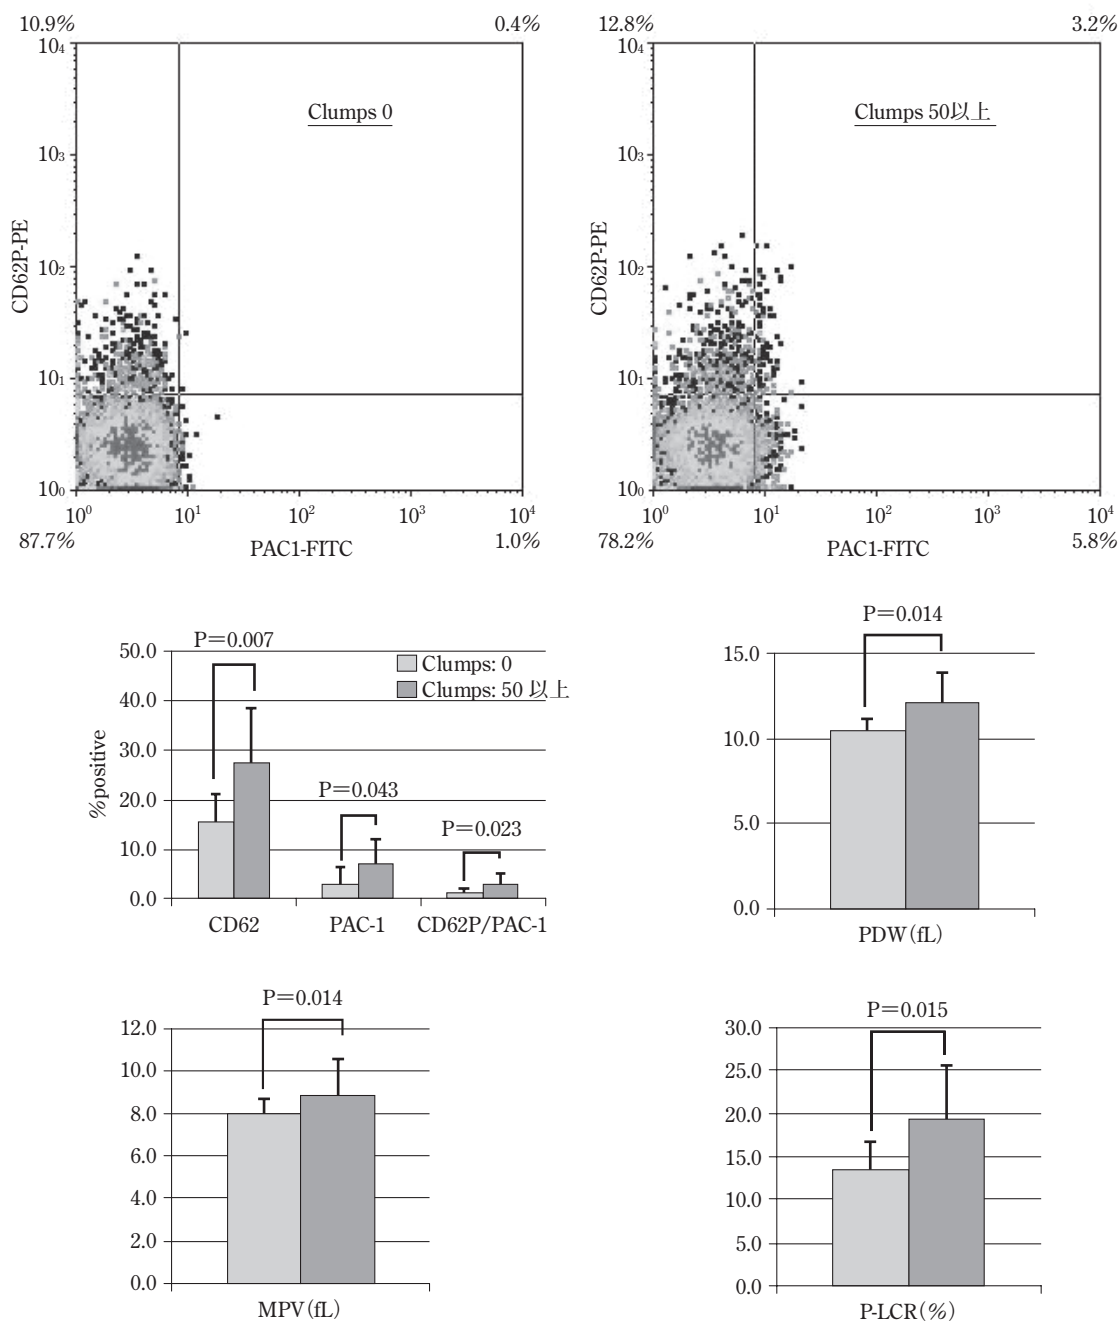 10.9% 0.4%
10⁴
Clumps 0
10³
CD62P-PE
10²
10¹
10⁰
10⁰ 10¹ 10² 10³ 10⁴
87.7% PAC1-FITC 1.0%
12.8% 3.2%
10⁴
Clumps 50以上
10³
CD62P-PE
10²
10¹
10⁰
10⁰ 10¹ 10² 10³ 10⁴
78.2% PAC1-FITC 5.8%
P=0.007
50.0
Clumps: 0
Clumps: 50 以上
40.0
30.0
%positive
P=0.043
20.0
P=0.023
10.0
0.0
CD62 PAC-1 CD62P/PAC-1
P=0.014
15.0
10.0
5.0
0.0
PDW(fL)
P=0.014
12.0
10.0
8.0
6.0
4.0
2.0
0.0
MPV(fL)
P=0.015
30.0
25.0
20.0
15.0
10.0
5.0
0.0
P-LCR(%)